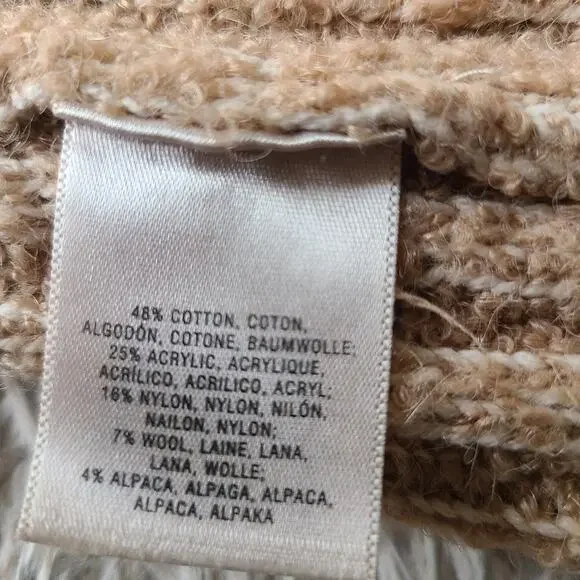 48% COTTON, COTON,
ALGODÓN, COTONE, BAUMWOLLE;
25% ACRYLIC, ACRYLIQUE,
ACRÍLICO, ACRILICO, ACRYL;
16% NYLON, NYLON, NILÓN,
NAILON, NYLON;
7% WOOL, LAINE, LANA,
LANA, WOLLE;
4% ALPACA, ALPAGA, ALPACA,
ALPACA, ALPAKA